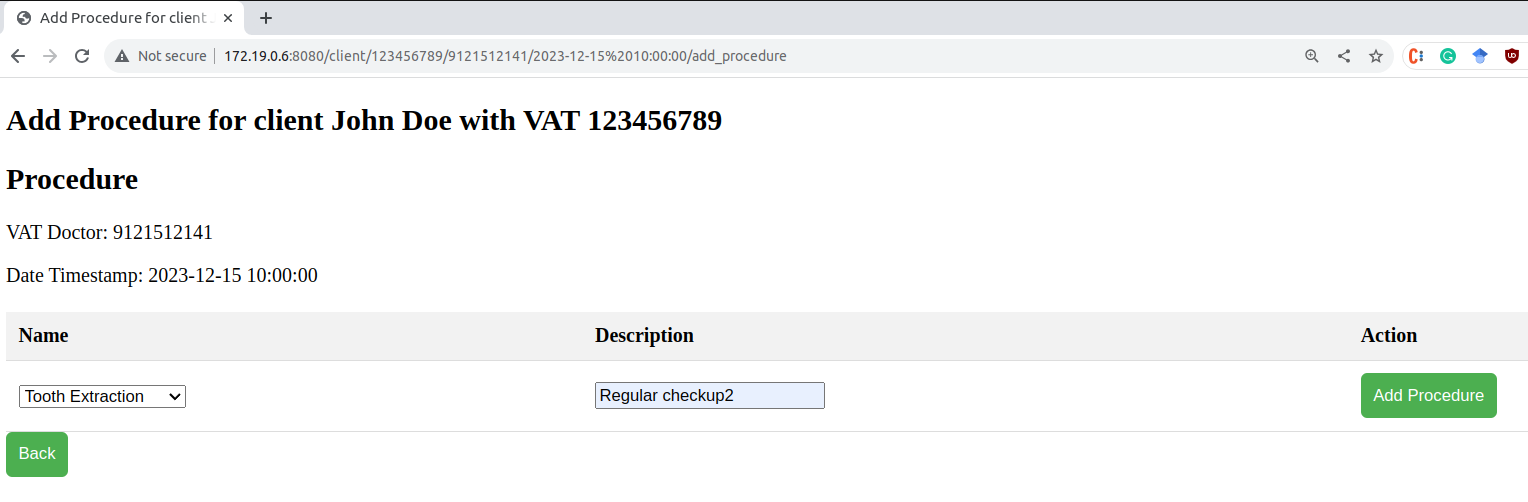 Add Procedure for client
Not secure
172.19.0.6:8080/client/123456789/9121512141/2023-12-15%2010:00:00/add_procedure
Add Procedure for client John Doe with VAT 123456789
Procedure
VAT Doctor: 9121512141
Date Timestamp: 2023-12-15 10:00:00
Name Description Action
Tooth Extraction Regular checkup2 Add Procedure
Back